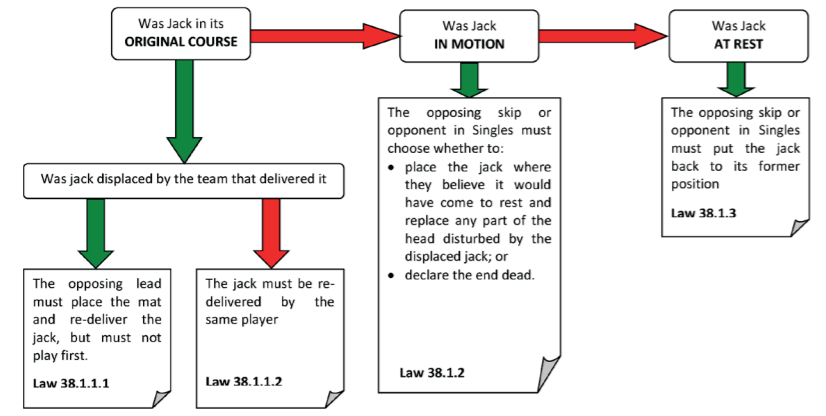 Was Jack in its
ORIGINAL COURSE
Was Jack
IN MOTION
Was Jack
AT REST
Was jack displaced by the team that delivered it
The opposing lead
must place the mat
and re-deliver the
jack, but must not
play first.
Law 38.1.1.1
The jack must be re-
delivered by the
same player
Law 38.1.1.2
The opposing skip or
opponent in Singles must
choose whether to:
• place the jack where
they believe it would
have come to rest and
replace any part of the
head disturbed by the
displaced jack; or
• declare the end dead.
Law 38.1.2
The opposing skip or
opponent in Singles
must put the jack
back to its former
position
Law 38.1.3